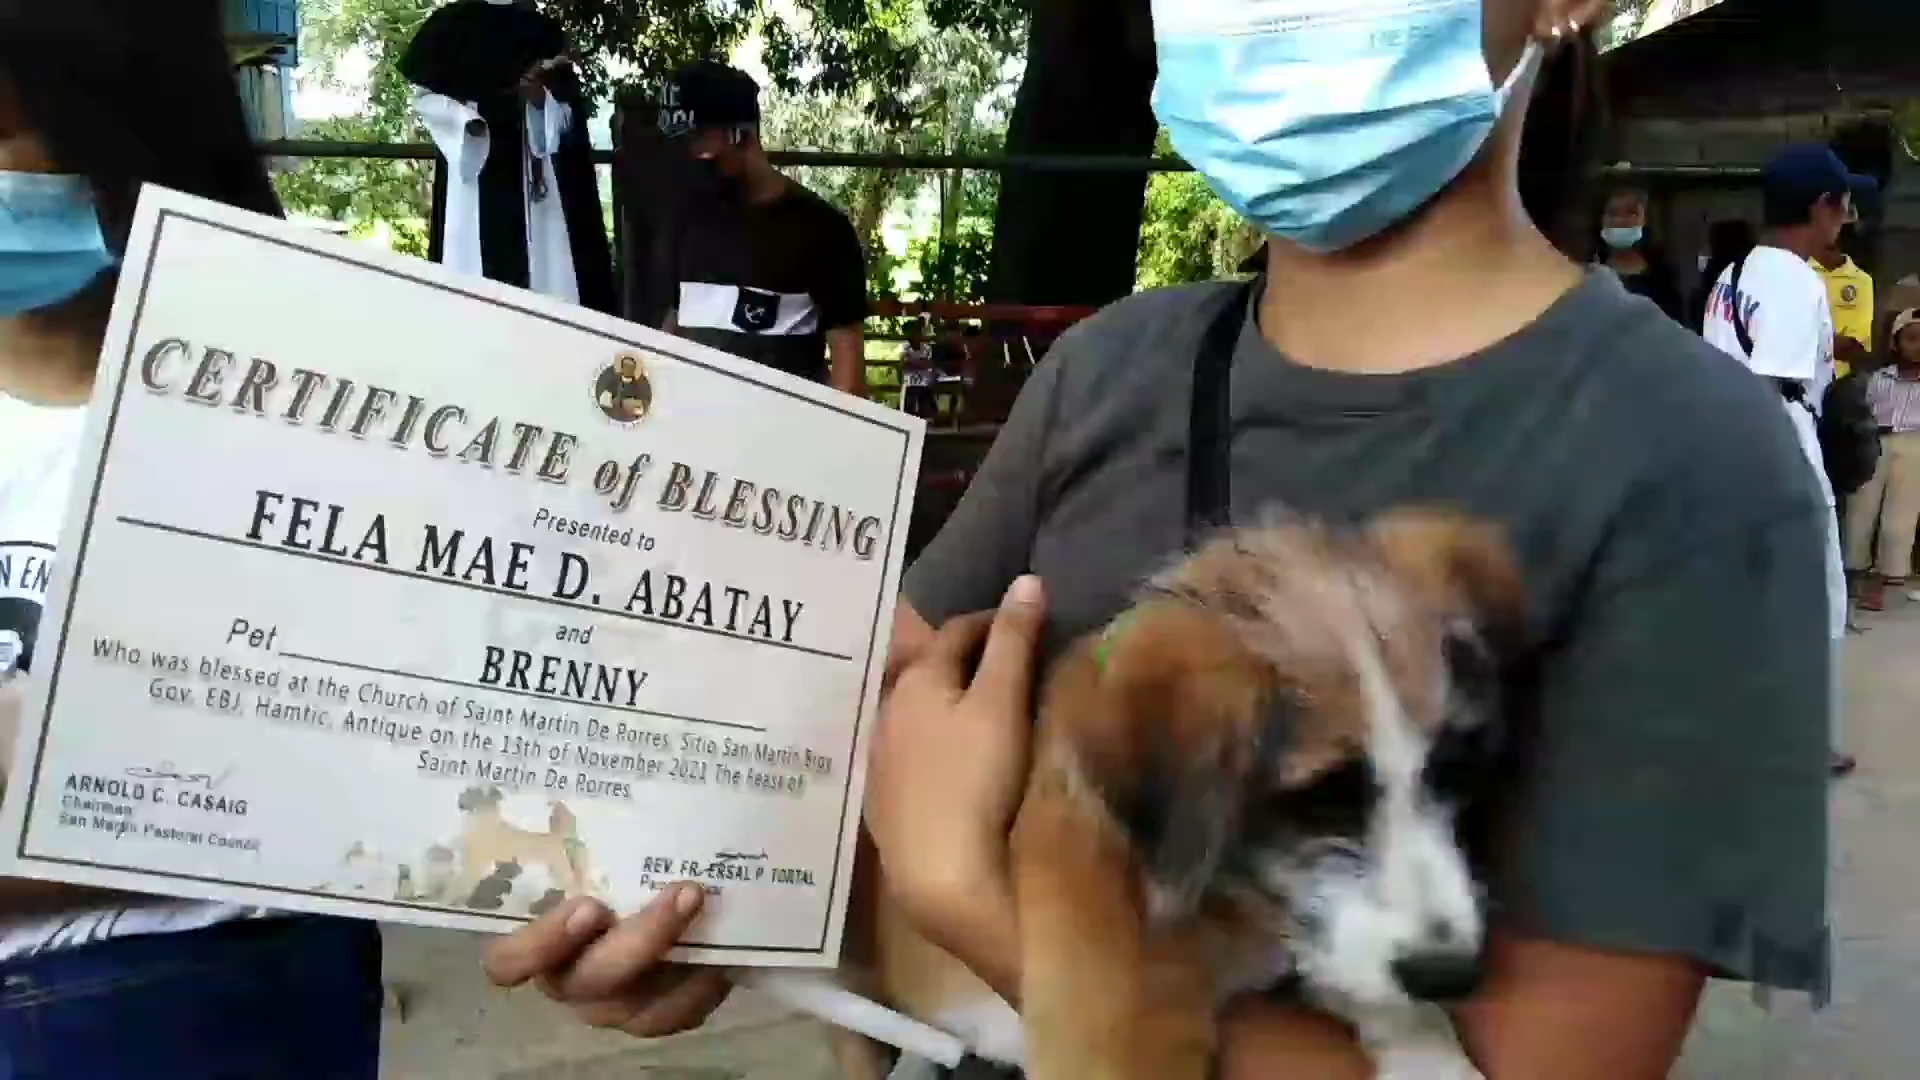 CERTIFICATE of BLESSING
Presented to
FELA MAE D. ABATAY
and
Pet BRENNY
Who was blessed at the Church of Saint Martin De Porres, Sitio San Martin Brgy
Gov. EBJ, Hamtic, Antique on the 13th of November 2021 The Feast of
Saint Martin De Porres
ARNOLD C. CASAIG
Chairman
San Martin Pastoral Council
REV. FR. ERSAL P TORTAL